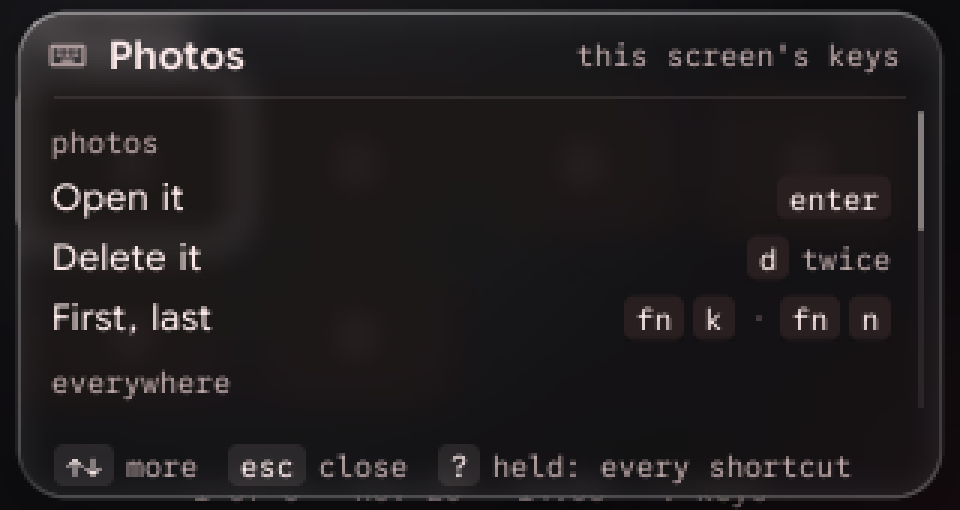 Photos this screen's keys
photos
Open it enter
Delete it d twice
First, last fn k · fn n
everywhere
↑↓ more esc close ? held: every shortcut